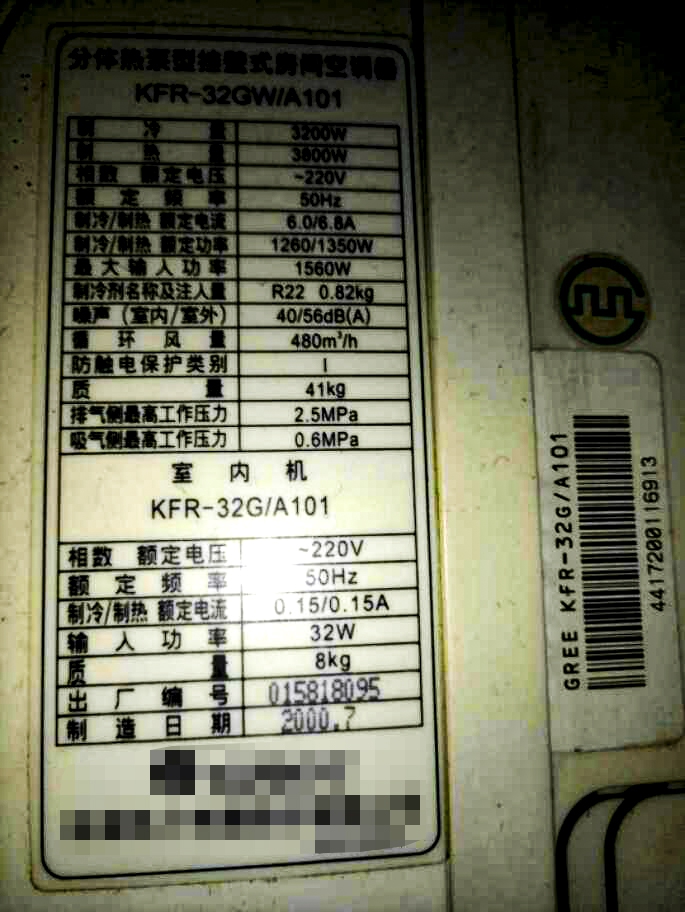 分体热泵型挂壁式房间空调器
KFR-32GW/A101
制 冷 量 3200W
制 热 量 3800W
相数 额定电压 ~220V
额 定 频 率 50Hz
制冷/制热 额定电流 6.0/6.8A
制冷/制热 额定功率 1260/1350W
最 大 输 入 功 率 1560W
制冷剂名称及注入量 R22 0.82kg
噪声（室内/室外） 40/56dB(A)
循 环 风 量 480m³/h
防触电保护类别 I
质 量 41kg
排气侧最高工作压力 2.5MPa
吸气侧最高工作压力 0.6MPa
室 内 机
KFR-32G/A101
相数 额定电压 ~220V
额 定 频 率 50Hz
制冷/制热 额定电流 0.15/0.15A
输 入 功 率 32W
质 量 8kg
出 厂 编 号 015818095
制 造 日 期 2000.7
GREE KFR-32G/A101
4417200116913